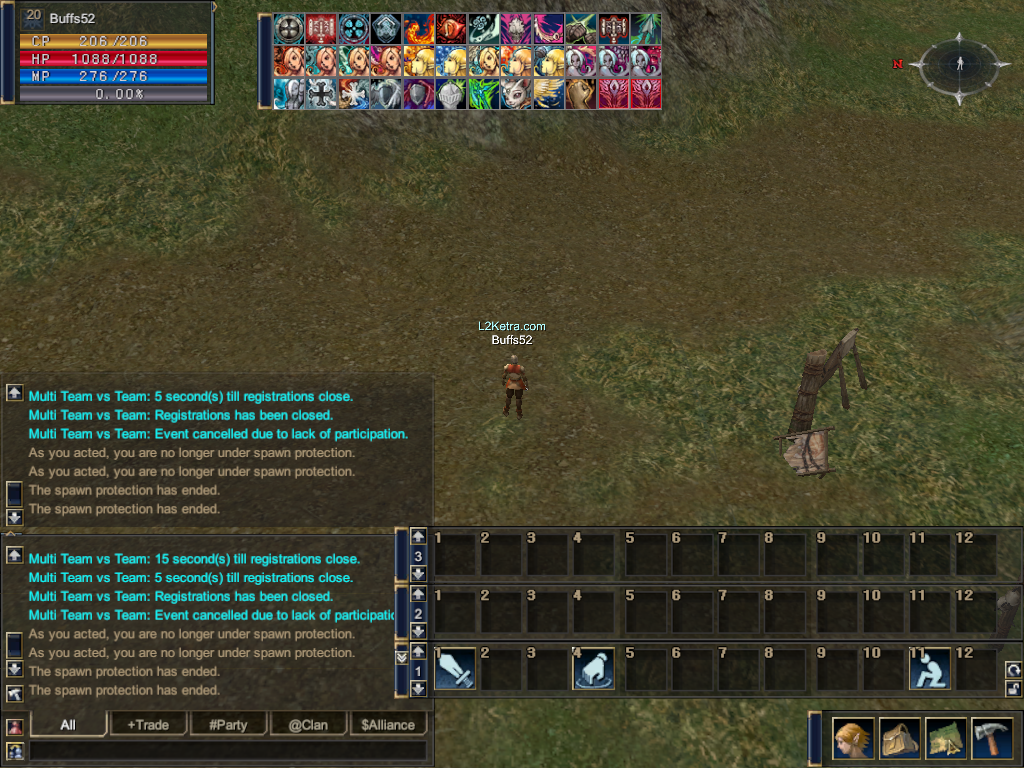 20 Buffs52
CP 206/206
HP 1088/1088
MP 276/276
0.00%
N
L2Ketra.com
Buffs52
Multi Team vs Team: 5 second(s) till registrations close.
Multi Team vs Team: Registrations has been closed.
Multi Team vs Team: Event cancelled due to lack of participation.
As you acted, you are no longer under spawn protection.
As you acted, you are no longer under spawn protection.
The spawn protection has ended.
The spawn protection has ended.
1 2 3 4 5 6 7 8 9 10 11 12
3
Multi Team vs Team: 15 second(s) till registrations close.
Multi Team vs Team: 5 second(s) till registrations close.
Multi Team vs Team: Registrations has been closed.
Multi Team vs Team: Event cancelled due to lack of participatio
As you acted, you are no longer under spawn protection.
As you acted, you are no longer under spawn protection.
The spawn protection has ended.
The spawn protection has ended.
1 2 3 4 5 6 7 8 9 10 11 12
2
1 2 3 4 5 6 7 8 9 10 11 12
1
All +Trade #Party @Clan $Alliance